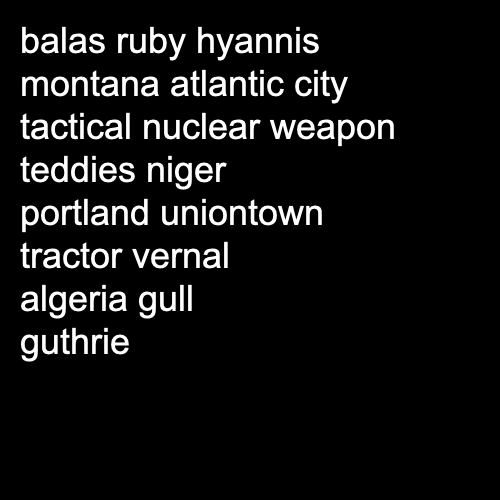 balas ruby hyannis
montana atlantic city
tactical nuclear weapon
teddies niger
portland uniontown
tractor vernal
algeria gull
guthrie